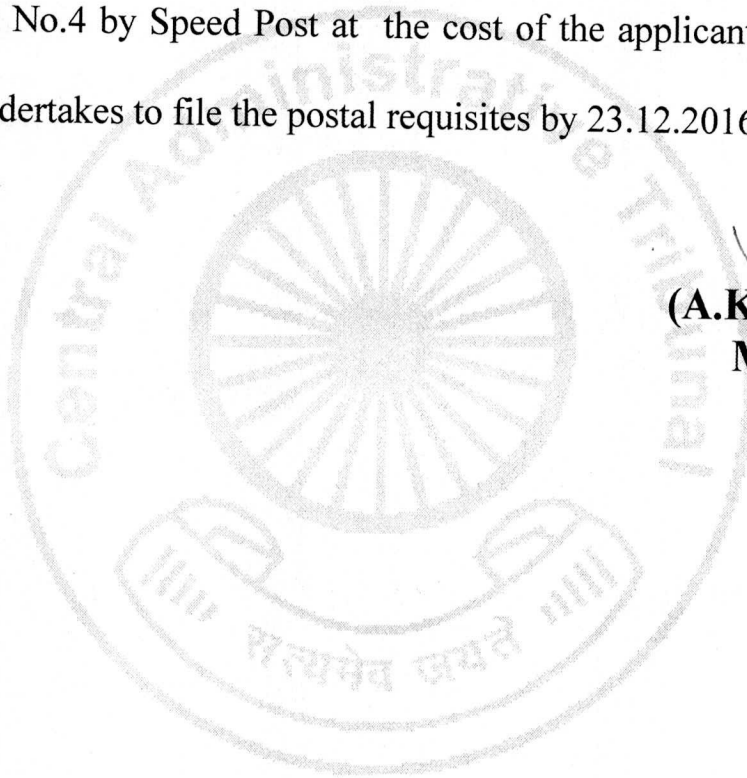 No.4 by Speed Post at the cost of the applicant
dertakes to file the postal requisites by 23.12.2016
(A.K
M
Central Administrative Tribunal
सत्यमेव जयते